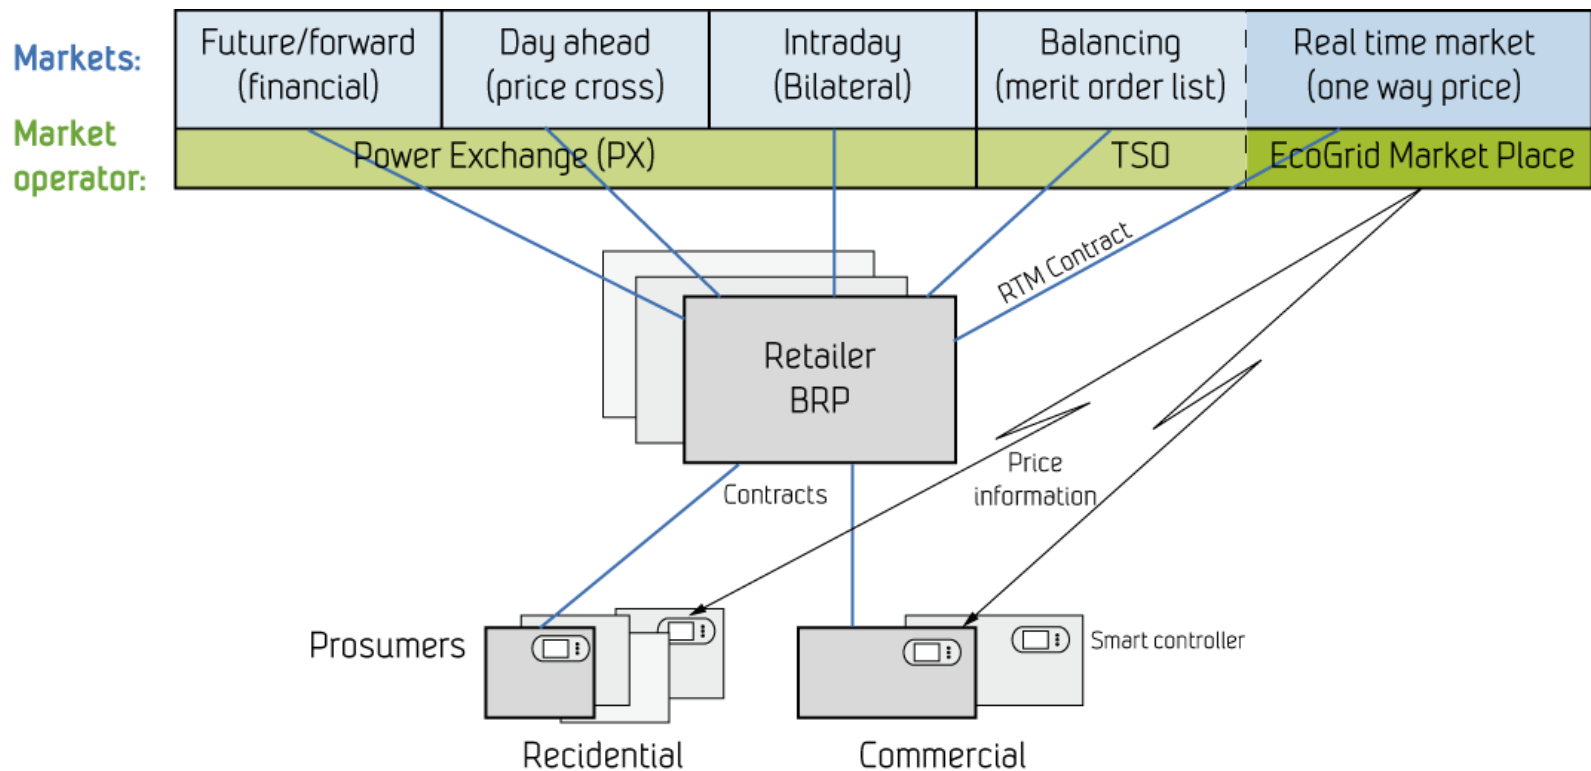 Markets:
Future/forward
(financial)
Day ahead
(price cross)
Intraday
(Bilateral)
Balancing
(merit order list)
Real time market
(one way price)
Market
operator:
Power Exchange (PX)
TSO
EcoGrid Market Place
RTM Contract
Retailer
BRP
Price
information
Contracts
Prosumers
Smart controller
Recidential
Commercial